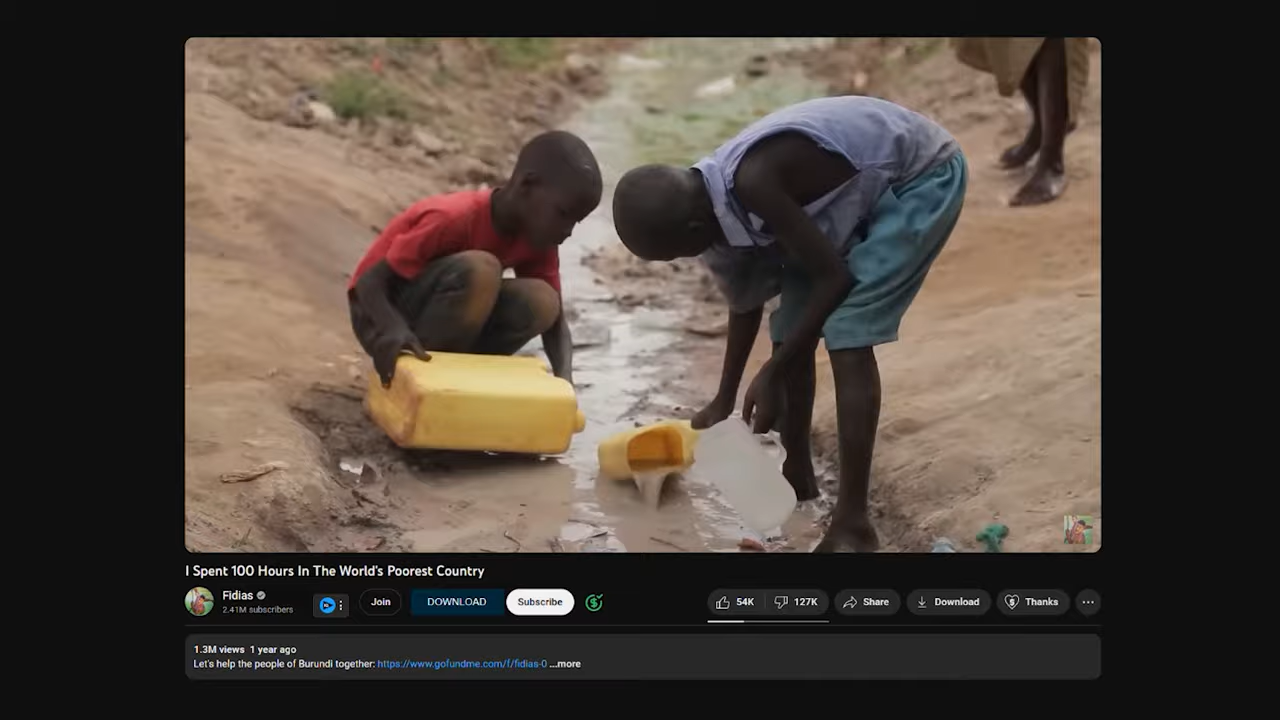 I Spent 100 Hours In The World's Poorest Country
Fidias
2.41M subscribers
Join
DOWNLOAD
Subscribe
54K
127K
Share
Download
Thanks
1.3M views 1 year ago
Let's help the people of Burundi together: https://www.gofundme.com/f/fidias-0 ...more